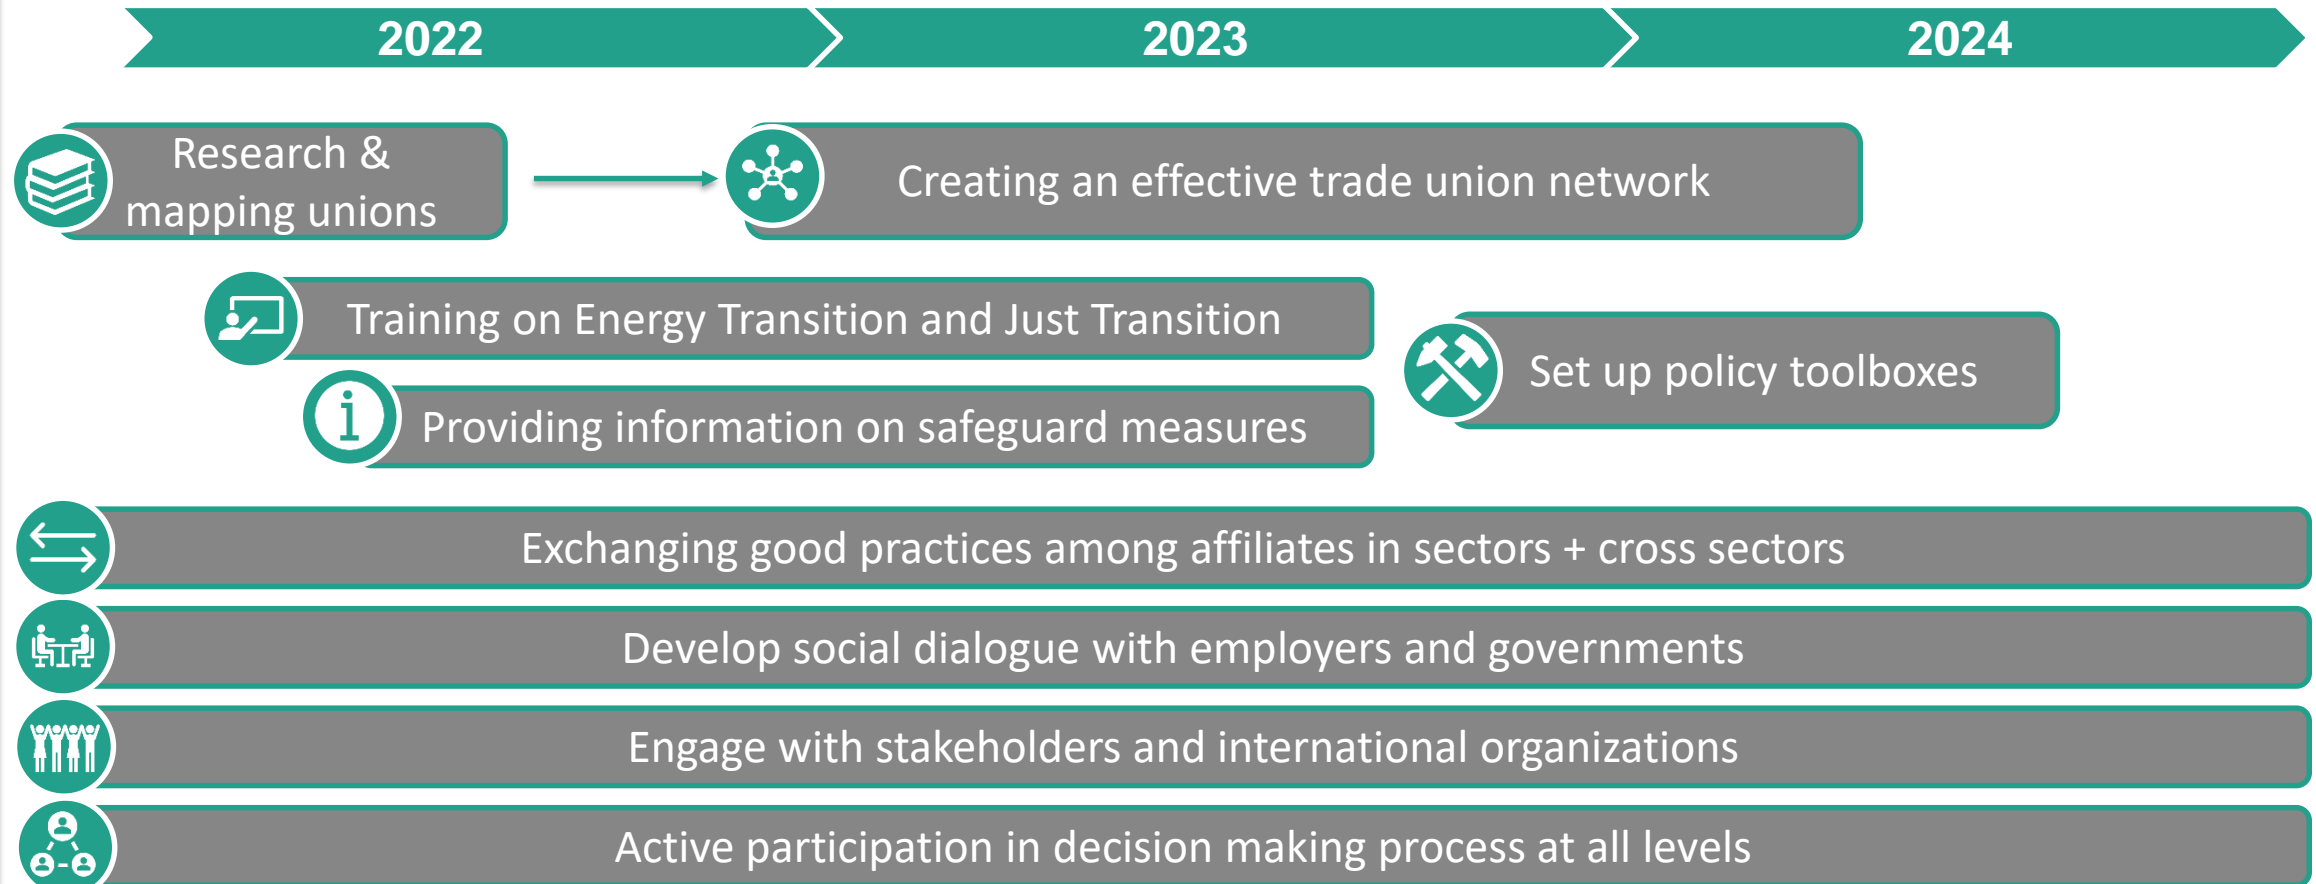 2022
2023
2024
Research &
mapping unions
Creating an effective trade union network
Training on Energy Transition and Just Transition
Set up policy toolboxes
Providing information on safeguard measures
Exchanging good practices among affiliates in sectors + cross sectors
Develop social dialogue with employers and governments
Engage with stakeholders and international organizations
Active participation in decision making process at all levels